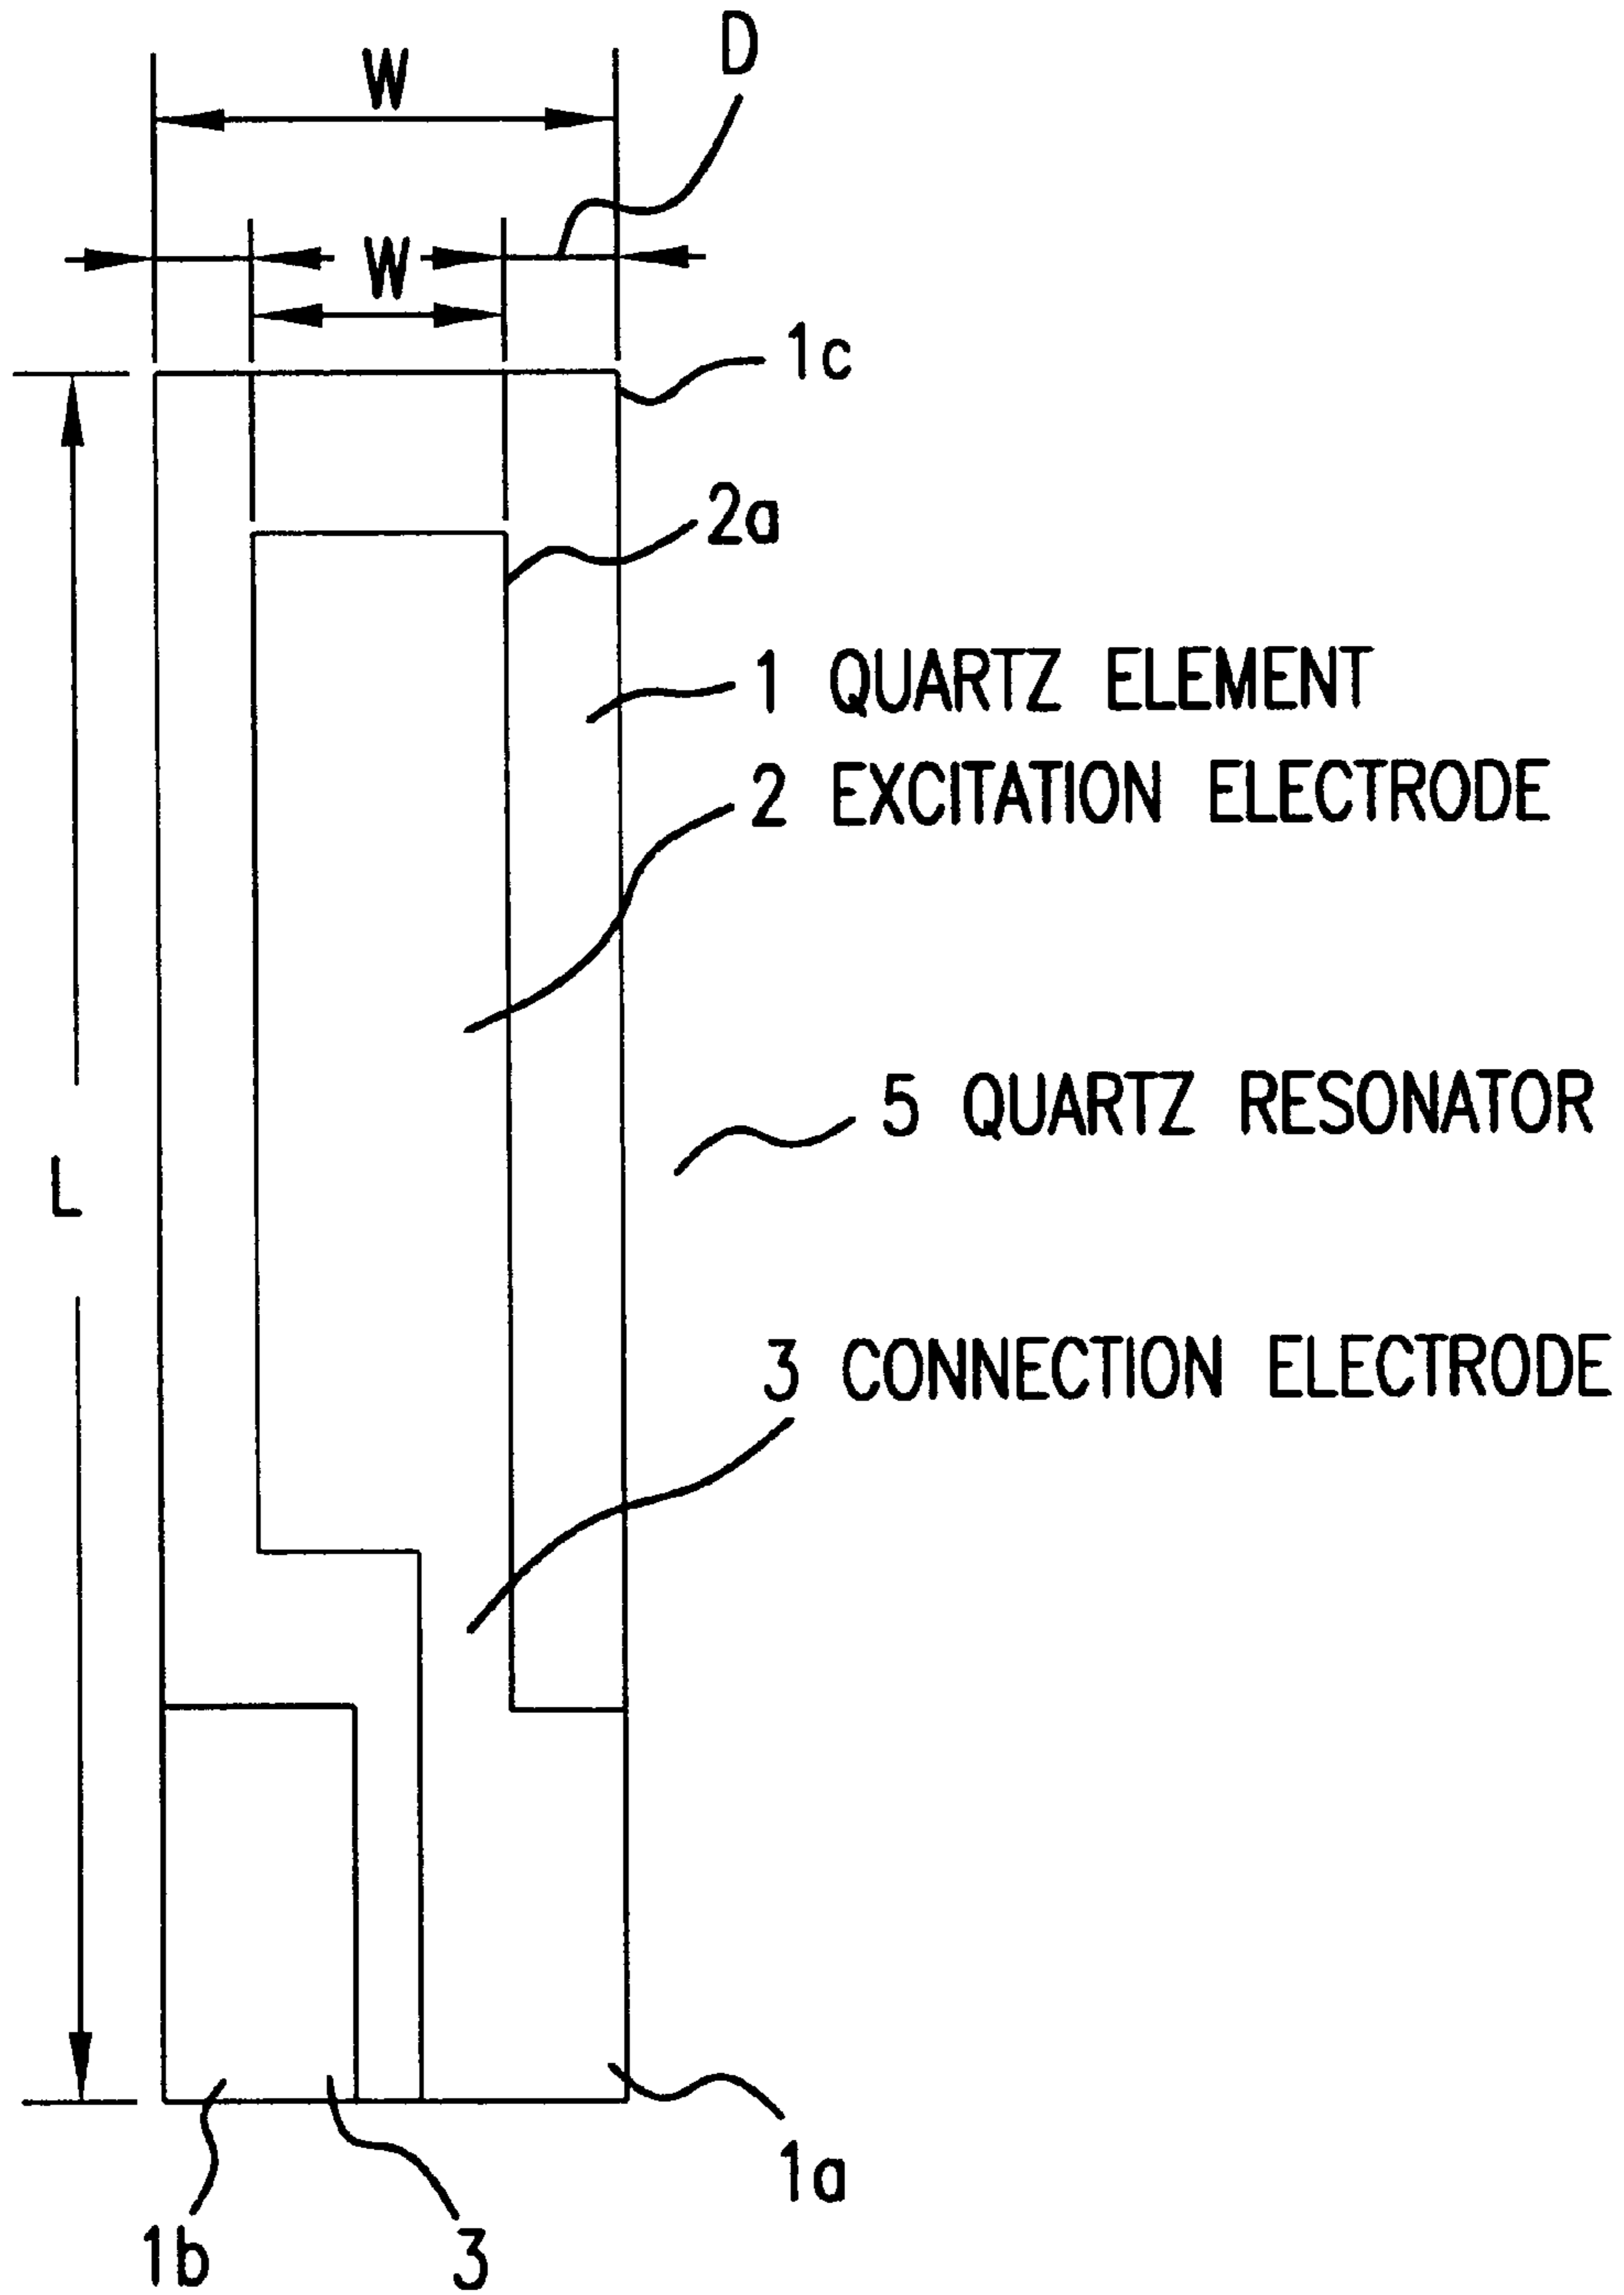 D
W
W
1c
2a
1 QUARTZ ELEMENT
2 EXCITATION ELECTRODE
5 QUARTZ RESONATOR
L
3 CONNECTION ELECTRODE
1a
1b
3